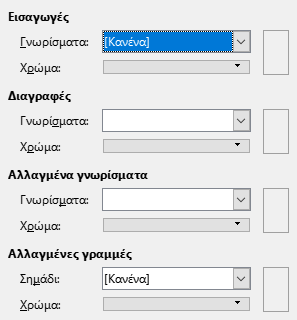 Εισαγωγές
Γνωρίσματα: [Κανένα]
Χρώμα:
Διαγραφές
Γνωρίσματα:
Χρώμα:
Αλλαγμένα γνωρίσματα
Γνωρίσματα:
Χρώμα:
Αλλαγμένες γραμμές
Σημάδι: [Κανένα]
Χρώμα: